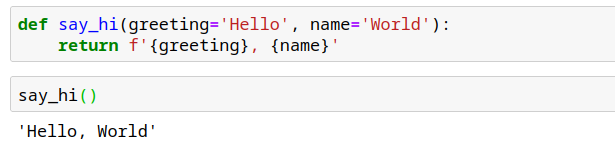 def say_hi(greeting='Hello', name='World'):
    return f'{greeting}, {name}'
say_hi()
'Hello, World'